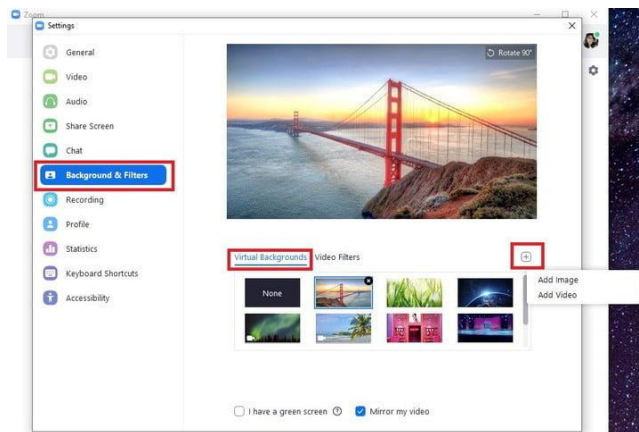 Zoom
Settings
General
Video
Audio
Share Screen
Chat
Background & Filters
Recording
Profile
Statistics
Keyboard Shortcuts
Accessibility
Rotate 90°
Virtual Backgrounds Video Filters
Add Image
Add Video
None
I have a green screen ?
Mirror my video